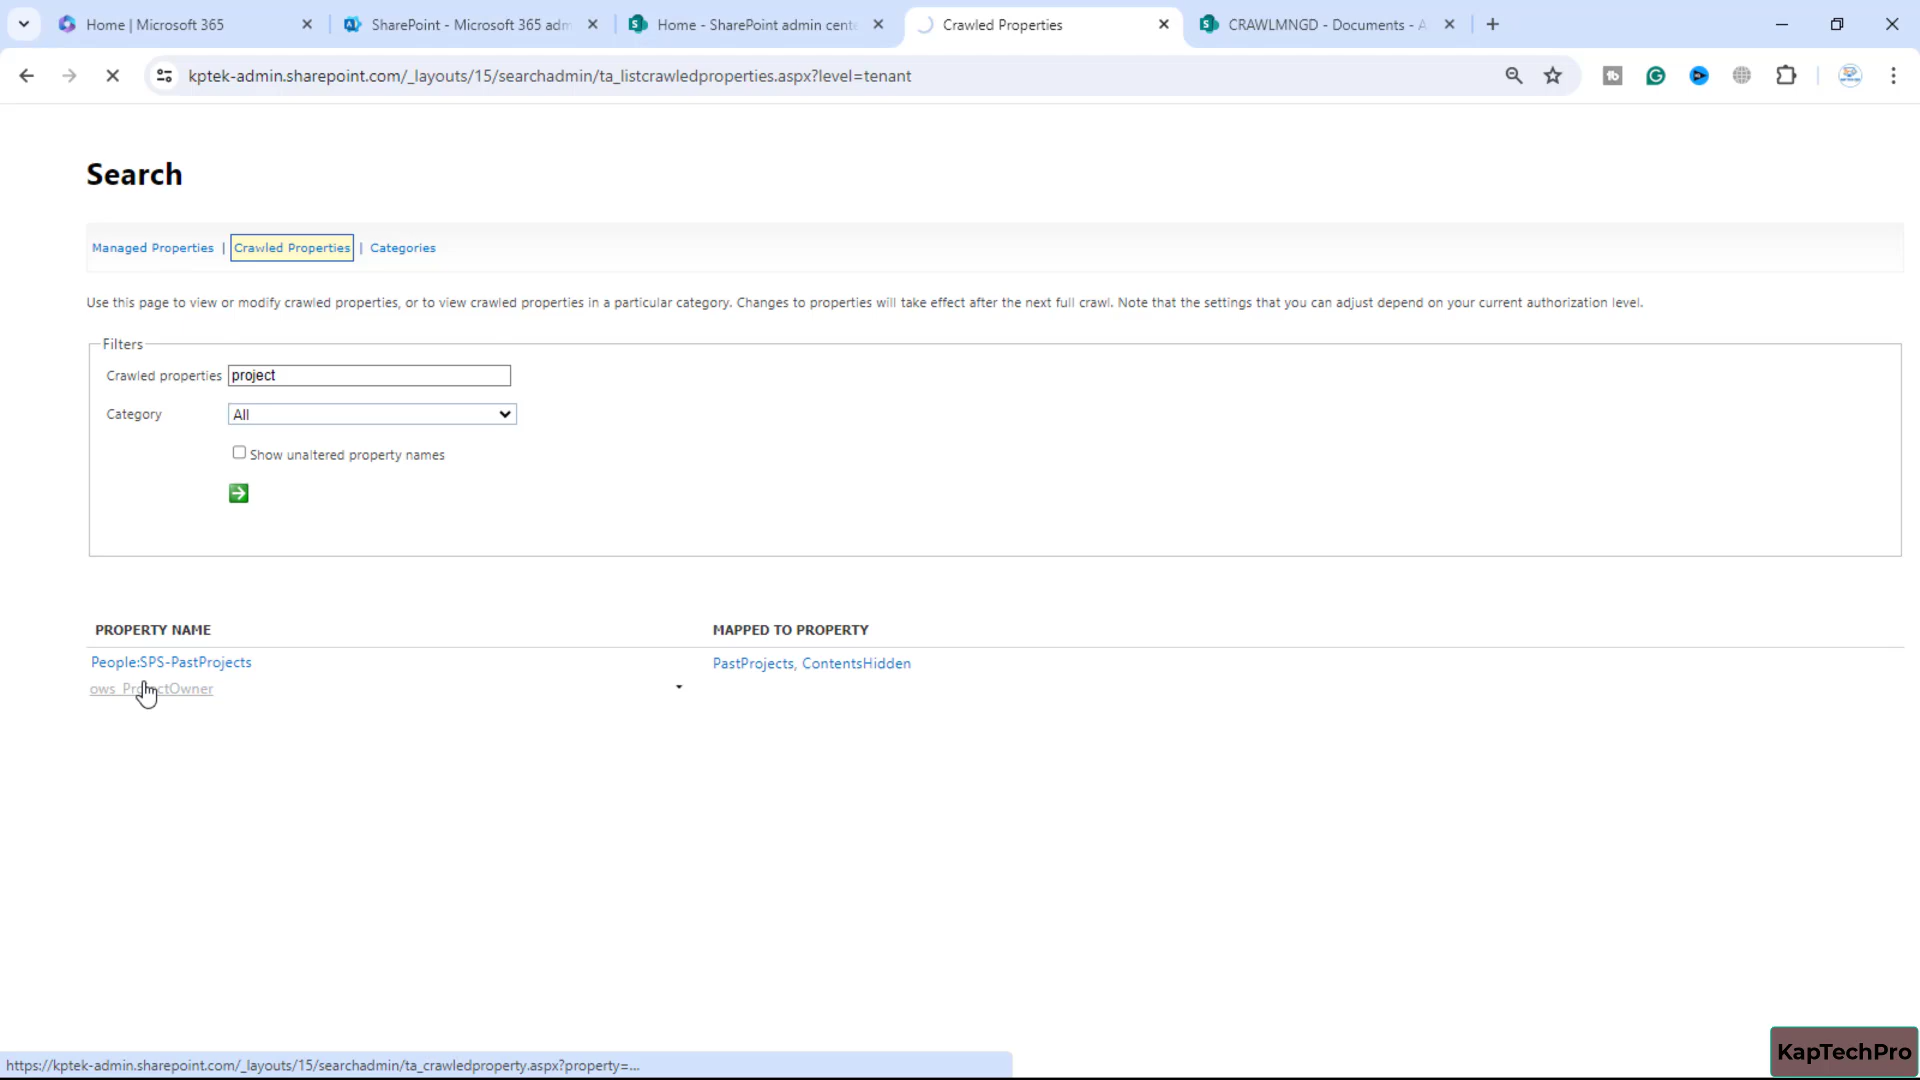 Home | Microsoft 365
SharePoint - Microsoft 365 adm
Home - SharePoint admin cente
Crawled Properties
CRAWLMNGD - Documents - A
kptek-admin.sharepoint.com/_layouts/15/searchadmin/ta_listcrawledproperties.aspx?level=tenant
Search
Managed Properties | Crawled Properties | Categories
Use this page to view or modify crawled properties, or to view crawled properties in a particular category. Changes to properties will take effect after the next full crawl. Note that the settings that you can adjust depend on your current authorization level.
Filters
Crawled properties project
Category All
Show unaltered property names
PROPERTY NAME MAPPED TO PROPERTY
People:SPS-PastProjects PastProjects, ContentsHidden
ows_ProjectOwner
https://kptek-admin.sharepoint.com/_layouts/15/searchadmin/ta_crawledproperty.aspx?property=...
KapTechPro